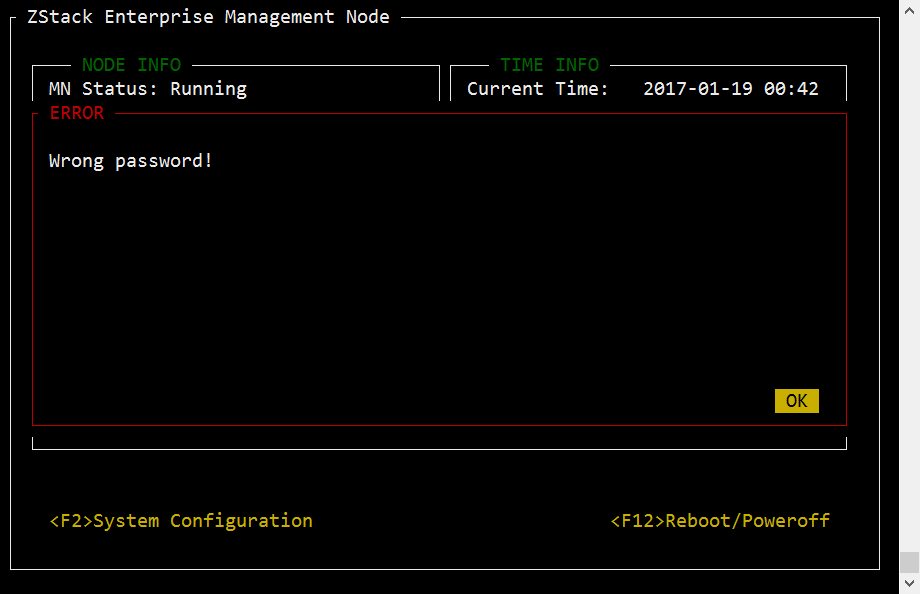 ZStack Enterprise Management Node
NODE INFO
MN Status: Running
TIME INFO
Current Time: 2017-01-19 00:42
ERROR
Wrong password!
OK
<F2>System Configuration
<F12>Reboot/Poweroff